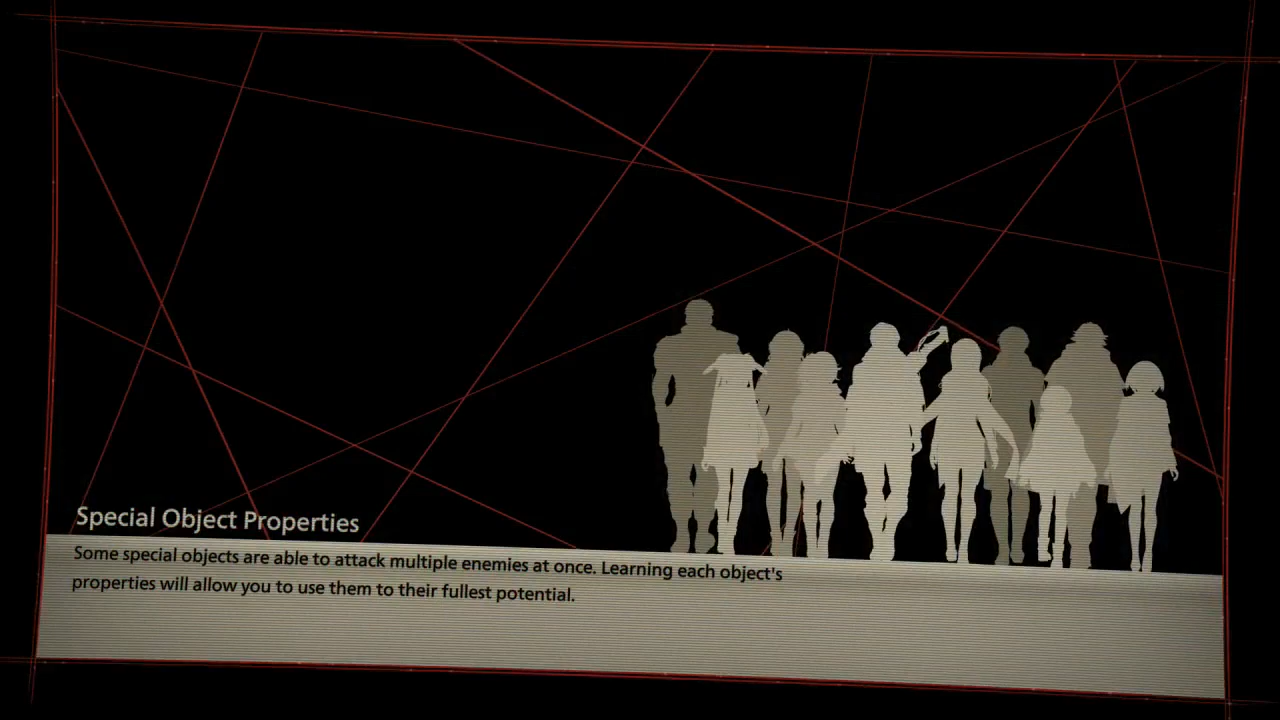 Special Object Properties
Some special objects are able to attack multiple enemies at once. Learning each object's
properties will allow you to use them to their fullest potential.